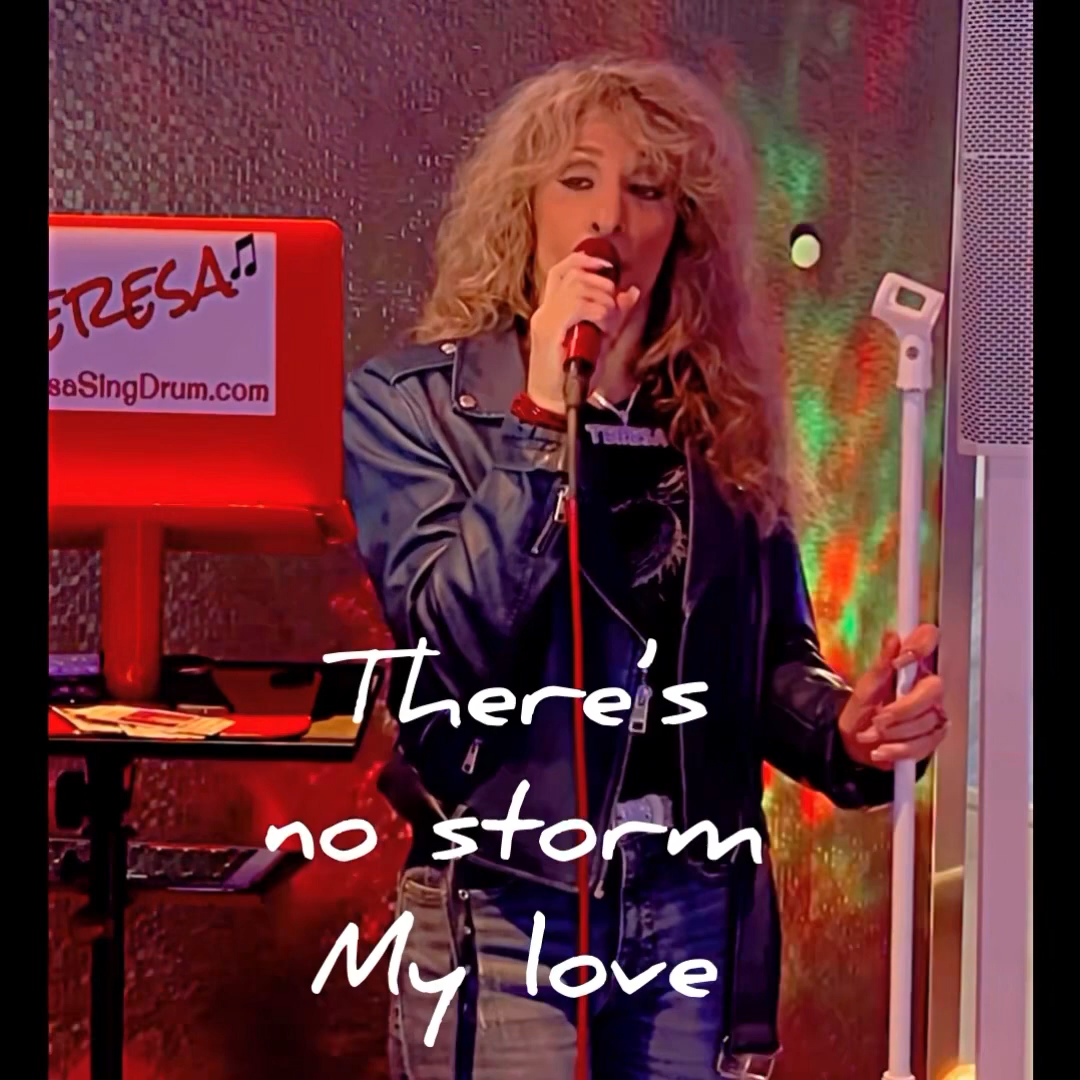 ERESA
saSingDrum.com
TERESA
There's
no storm
My love